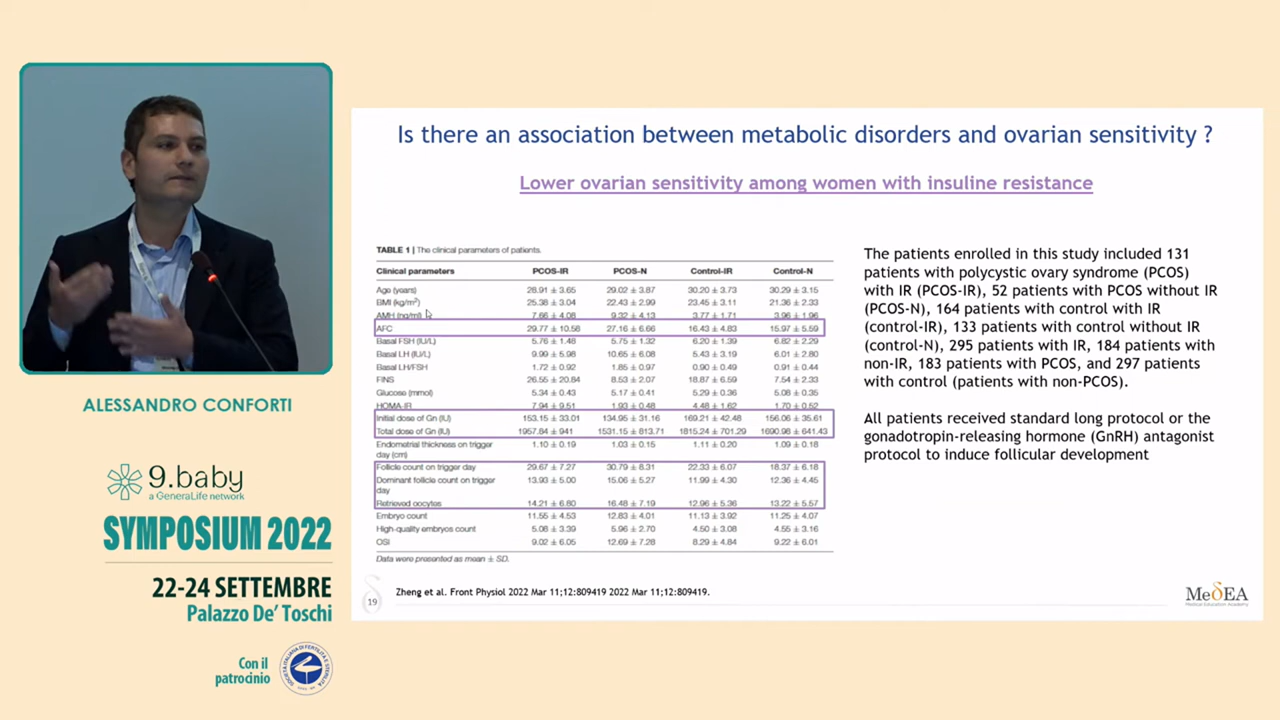 Is there an association between metabolic disorders and ovarian sensitivity ?
Lower ovarian sensitivity among women with insuline resistance
TABLE 1 | The clinical parameters of patients.
Clinical parameters PCOS-IR PCOS-N Control-IR Control-N
Age (years) 28.91 ± 3.65 29.02 ± 3.87 30.20 ± 3.73 30.29 ± 3.15
BMI (kg/m²) 25.38 ± 3.04 22.43 ± 2.99 23.45 ± 3.11 21.36 ± 2.33
AMH (ng/ml) 7.66 ± 4.08 9.32 ± 4.13 3.77 ± 1.71 3.96 ± 1.96
AFC 29.77 ± 10.58 27.16 ± 6.66 16.43 ± 4.83 15.97 ± 5.59
Basal FSH (IU/L) 5.76 ± 1.48 5.75 ± 1.32 6.20 ± 1.39 6.82 ± 2.29
Basal LH (IU/L) 9.99 ± 5.98 10.65 ± 6.08 5.43 ± 3.19 6.01 ± 2.80
Basal LH/FSH 1.72 ± 0.92 1.85 ± 0.97 0.90 ± 0.49 0.91 ± 0.44
FINS 26.55 ± 20.84 8.53 ± 2.07 18.87 ± 6.59 7.54 ± 2.33
Glucose (mmol) 5.34 ± 0.43 5.17 ± 0.41 5.29 ± 0.36 5.08 ± 0.35
HOMA-IR 7.94 ± 9.51 1.93 ± 0.48 4.48 ± 1.62 1.70 ± 0.52
Initial dose of Gn (IU) 153.15 ± 33.01 134.95 ± 31.16 169.21 ± 42.48 156.06 ± 35.61
Total dose of Gn (IU) 1957.84 ± 941 1531.15 ± 813.71 1815.24 ± 701.29 1690.98 ± 641.43
Endometrial thickness on trigger 1.10 ± 0.19 1.03 ± 0.15 1.11 ± 0.20 1.09 ± 0.18
day (cm)
Follicle count on trigger day 29.67 ± 7.27 30.79 ± 8.31 22.33 ± 6.07 18.37 ± 6.18
Dominant follicle count on trigger 13.93 ± 5.00 15.06 ± 5.27 11.99 ± 4.30 12.36 ± 4.45
day
Retrieved oocytes 14.21 ± 6.80 16.48 ± 7.19 12.96 ± 5.36 13.22 ± 5.57
Embryo count 11.55 ± 4.53 12.83 ± 4.01 11.13 ± 3.92 11.25 ± 4.07
High-quality embryos count 5.08 ± 3.39 5.96 ± 2.70 4.50 ± 3.08 4.55 ± 3.16
OSI 9.02 ± 6.05 12.69 ± 7.28 8.29 ± 4.84 9.22 ± 6.01
Data were presented as mean ± SD.
The patients enrolled in this study included 131
patients with polycystic ovary syndrome (PCOS)
with IR (PCOS-IR), 52 patients with PCOS without IR
(PCOS-N), 164 patients with control with IR
(control-IR), 133 patients with control without IR
(control-N), 295 patients with IR, 184 patients with
non-IR, 183 patients with PCOS, and 297 patients
with control (patients with non-PCOS).
All patients received standard long protocol or the
gonadotropin-releasing hormone (GnRH) antagonist
protocol to induce follicular development
19
Zheng et al. Front Physiol 2022 Mar 11;12:809419 2022 Mar 11;12:809419.
MeδEA
Medical Education Academy
ALESSANDRO CONFORTI
9.baby
a GeneraLife network
SYMPOSIUM 2022
22-24 SETTEMBRE
Palazzo De' Toschi
Con il
patrocinio
SOCIETÀ ITALIANA DI FERTILITÀ E STERILITÀ